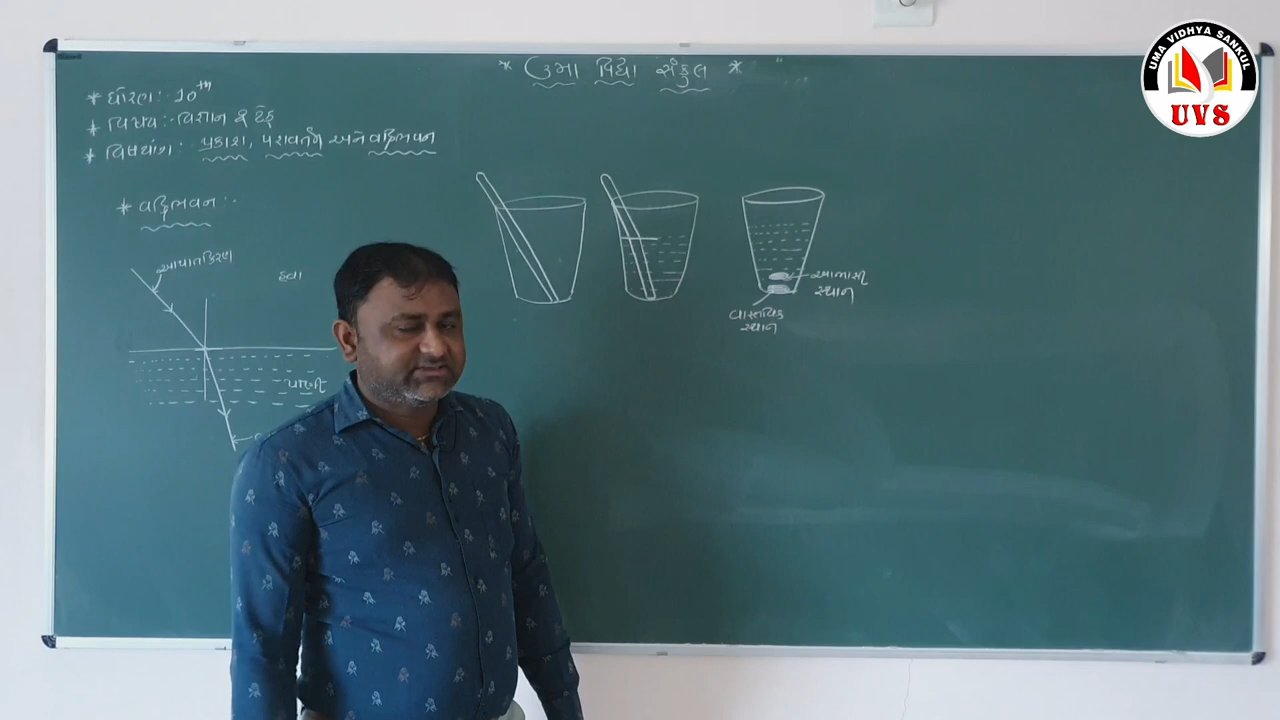 * ઉમા વિદ્યા સંકુલ *
UMA VIDHYA SANKUL
UVS
* ધોરણ :- 10th
* વિષય :- વિજ્ઞાન & ટેક
* વિષયાંગ :- પ્રકાશ, પરાવર્તન અને વક્રિભવન
* વક્રિભવન :-
આપાતકિરણ
હવા
પાણી
આભાસી
સ્થાન
વાસ્તવિક
સ્થાન